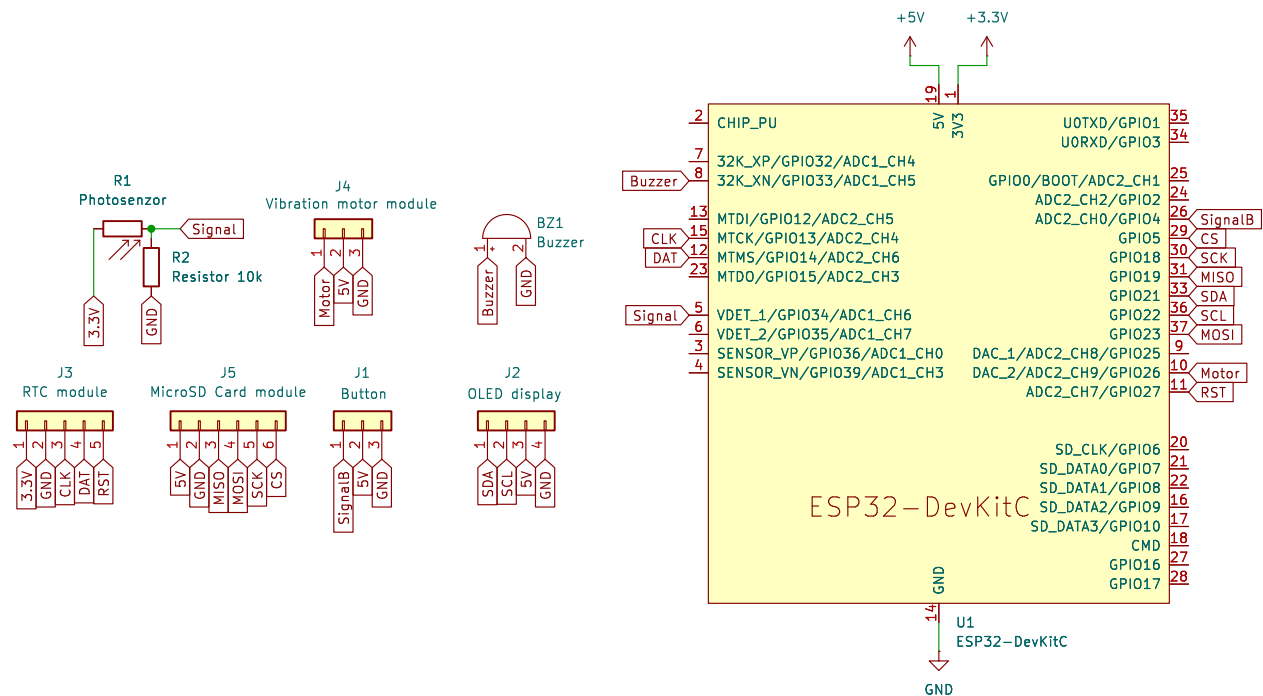 +5V
+3.3V
R1
Photosenzor
Signal
R2
Resistor 10k
3.3V
GND
J4
Vibration motor module
1
2
3
Motor
5V
GND
BZ1
Buzzer
1
+
2
Buzzer
GND
J3
RTC module
1
2
3
4
5
3.3V
GND
CLK
DAT
RST
J5
MicroSD Card module
1
2
3
4
5
6
5V
GND
MISO
MOSI
SCK
CS
J1
Button
1
2
3
SignalB
5V
GND
J2
OLED display
1
2
3
4
SDA
SCL
5V
GND
19
1
5V
3V3
2 CHIP_PU
7 32K_XP/GPIO32/ADC1_CH4
Buzzer 8 32K_XN/GPIO33/ADC1_CH5
13 MTDI/GPIO12/ADC2_CH5
CLK 15 MTCK/GPIO13/ADC2_CH4
DAT 12 MTMS/GPIO14/ADC2_CH6
23 MTDO/GPIO15/ADC2_CH3
Signal 5 VDET_1/GPIO34/ADC1_CH6
6 VDET_2/GPIO35/ADC1_CH7
3 SENSOR_VP/GPIO36/ADC1_CH0
4 SENSOR_VN/GPIO39/ADC1_CH3
U0TXD/GPIO1 35
U0RXD/GPIO3 34
GPIO0/BOOT/ADC2_CH1 25
ADC2_CH2/GPIO2 24
ADC2_CH0/GPIO4 26 SignalB
GPIO5 29 CS
GPIO18 30 SCK
GPIO19 31 MISO
GPIO21 33 SDA
GPIO22 36 SCL
GPIO23 37 MOSI
DAC_1/ADC2_CH8/GPIO25 9
DAC_2/ADC2_CH9/GPIO26 10 Motor
ADC2_CH7/GPIO27 11 RST
SD_CLK/GPIO6 20
SD_DATA0/GPIO7 21
SD_DATA1/GPIO8 22
SD_DATA2/GPIO9 16
SD_DATA3/GPIO10 17
CMD 18
GPIO16 27
GPIO17 28
ESP32-DevKitC
GND
14
U1
ESP32-DevKitC
GND